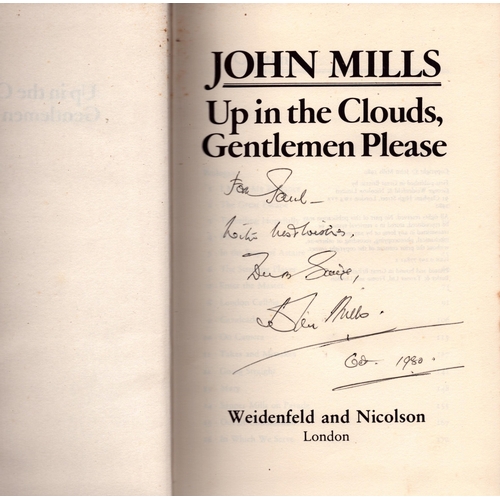 JOHN MILLS
Up in the Clouds,
Gentlemen Please
For Paul —
with best wishes,
Mills.
Oct. 1980.
Weidenfeld and Nicolson
London